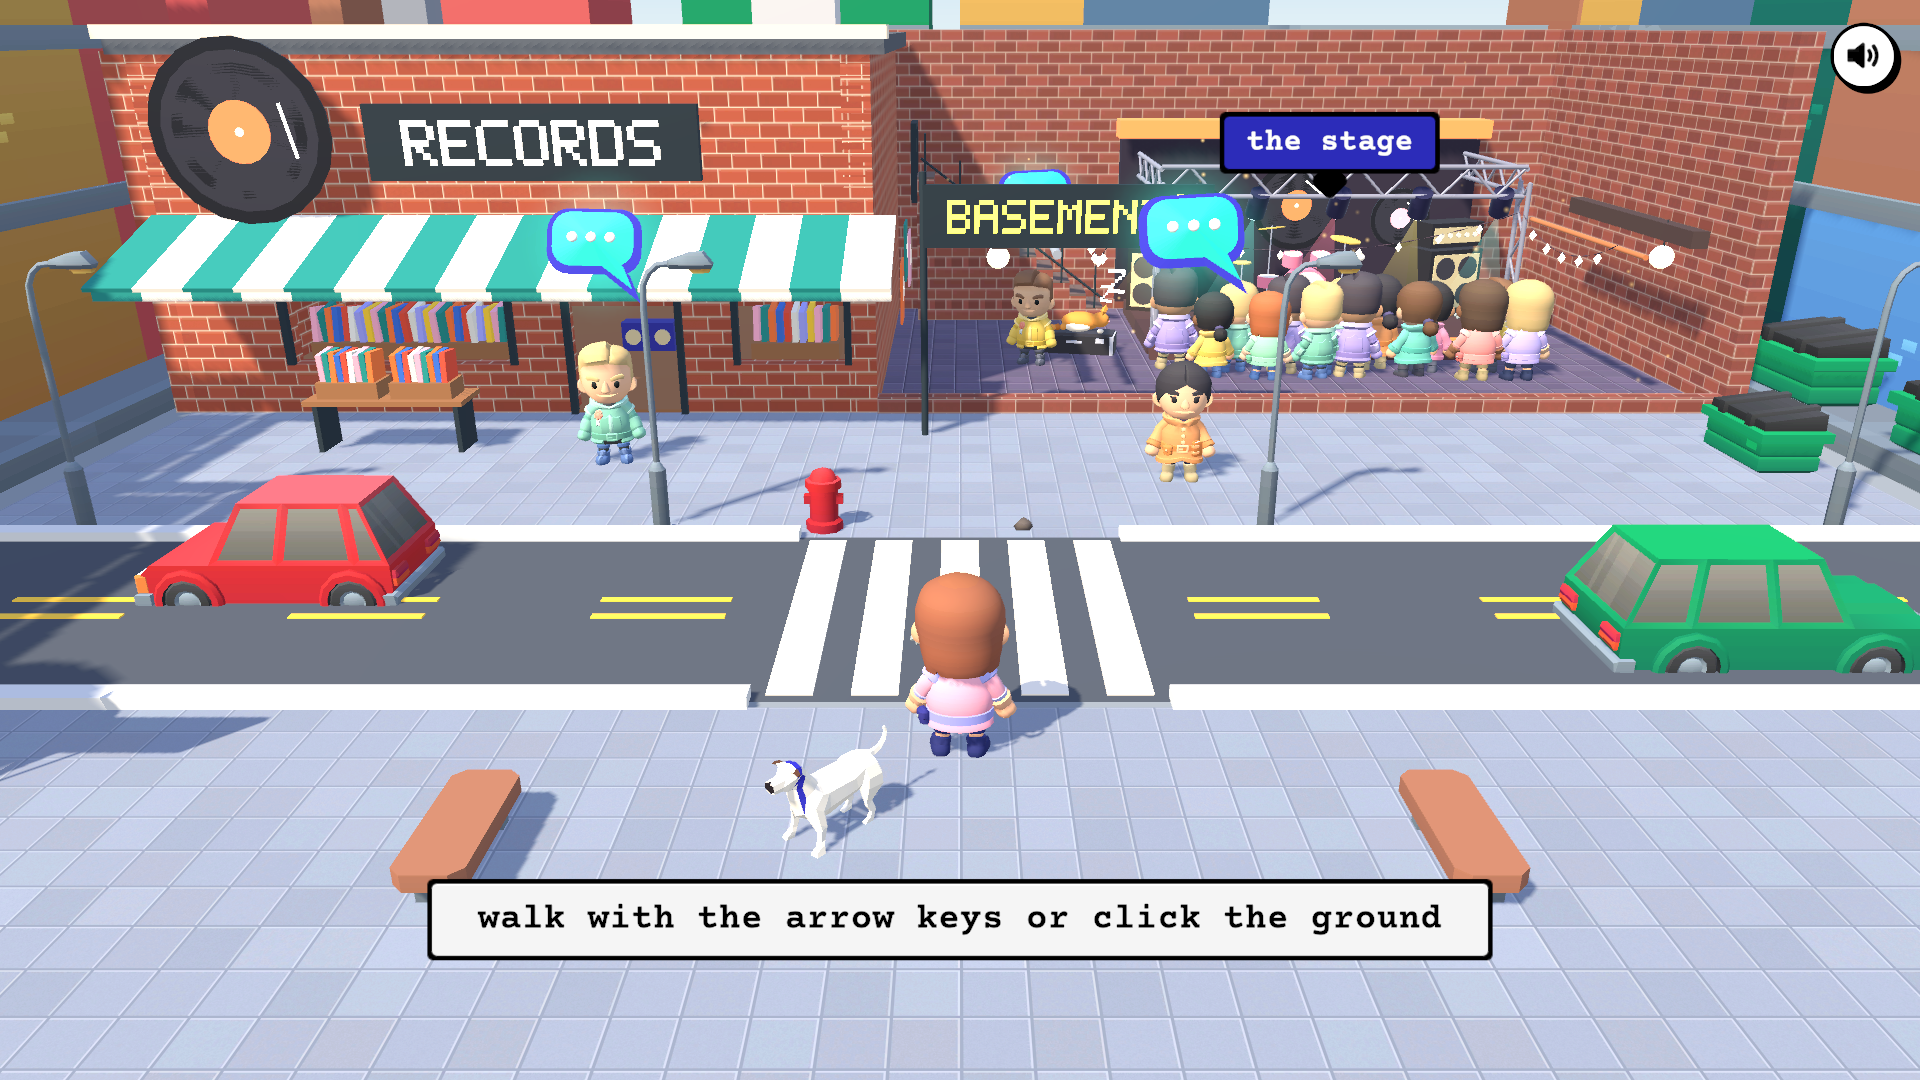 RECORDS
the stage
BASEMEN
z
Z
walk with the arrow keys or click the ground